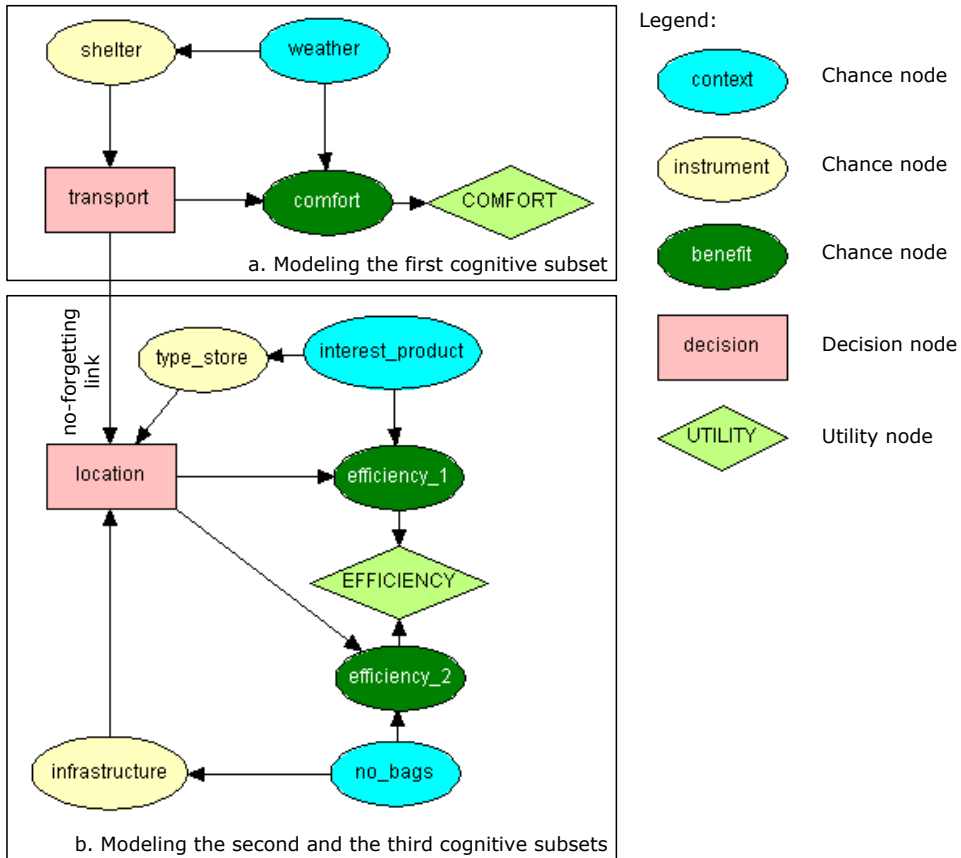 shelter
weather
transport
comfort
COMFORT
a. Modeling the first cognitive subset
no-forgetting
link
type_store
interest_product
location
efficiency_1
EFFICIENCY
efficiency_2
infrastructure
no_bags
b. Modeling the second and the third cognitive subsets
Legend:
context
Chance node
instrument
Chance node
benefit
Chance node
decision
Decision node
UTILITY
Utility node